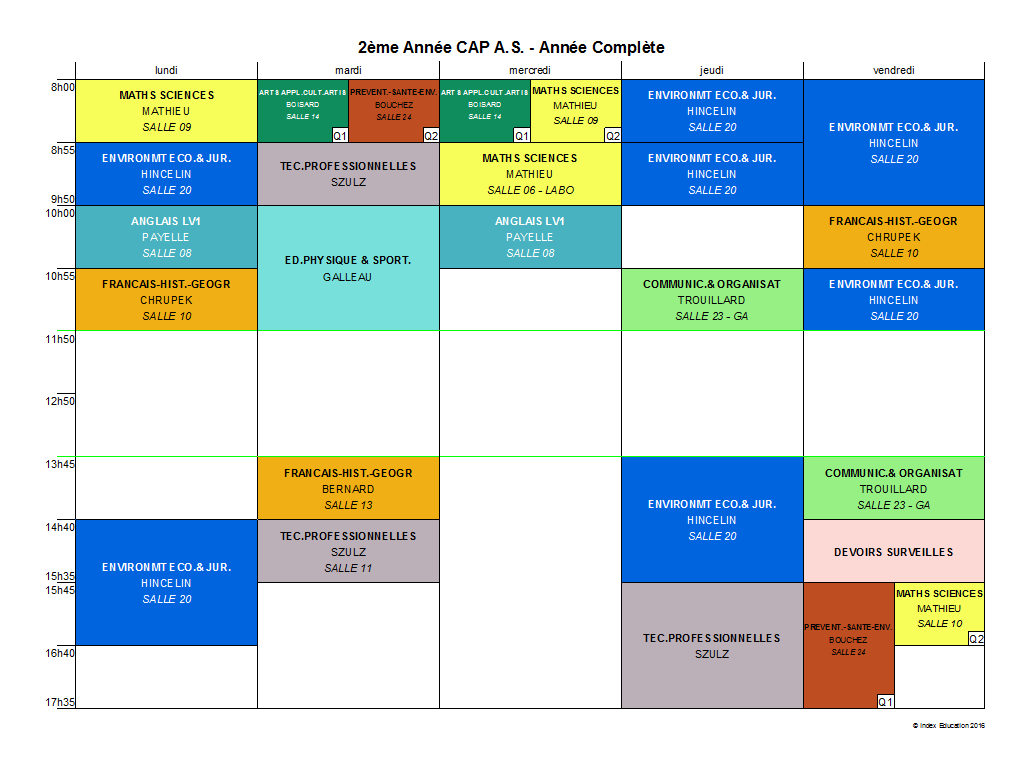 2ème Année CAP A.S. - Année Complète
lundi
mardi
mercredi
jeudi
vendredi
8h00
MATHS SCIENCES
MATHIEU
SALLE 09
ARTS APPL.CULT.ARTIS
BOISARD
SALLE 14
Q1
PREVENT.-SANTE-ENV.
BOUCHEZ
SALLE 24
Q2
ARTS APPL.CULT.ARTIS
BOISARD
SALLE 14
Q1
MATHS SCIENCES
MATHIEU
SALLE 09
Q2
ENVIRONMT ECO.& JUR.
HINCELIN
SALLE 20
ENVIRONMT ECO.& JUR.
HINCELIN
SALLE 20
8h55
ENVIRONMT ECO.& JUR.
HINCELIN
SALLE 20
TEC.PROFESSIONNELLES
SZULZ
MATHS SCIENCES
MATHIEU
SALLE 06 - LABO
ENVIRONMT ECO.& JUR.
HINCELIN
SALLE 20
9h50
10h00
ANGLAIS LV1
PAYELLE
SALLE 08
ED.PHYSIQUE & SPORT.
GALLEAU
ANGLAIS LV1
PAYELLE
SALLE 08
FRANCAIS-HIST.-GEOGR
CHRUPEK
SALLE 10
10h55
FRANCAIS-HIST.-GEOGR
CHRUPEK
SALLE 10
COMMUNIC.& ORGANISAT
TROUILLARD
SALLE 23 - GA
ENVIRONMT ECO.& JUR.
HINCELIN
SALLE 20
11h50
12h50
13h45
FRANCAIS-HIST.-GEOGR
BERNARD
SALLE 13
ENVIRONMT ECO.& JUR.
HINCELIN
SALLE 20
COMMUNIC.& ORGANISAT
TROUILLARD
SALLE 23 - GA
14h40
ENVIRONMT ECO.& JUR.
HINCELIN
SALLE 20
TEC.PROFESSIONNELLES
SZULZ
SALLE 11
DEVOIRS SURVEILLES
15h35
15h45
TEC.PROFESSIONNELLES
SZULZ
PREVENT.-SANTE-ENV.
BOUCHEZ
SALLE 24
Q1
MATHS SCIENCES
MATHIEU
SALLE 10
Q2
16h40
17h35
© Index Education 2016